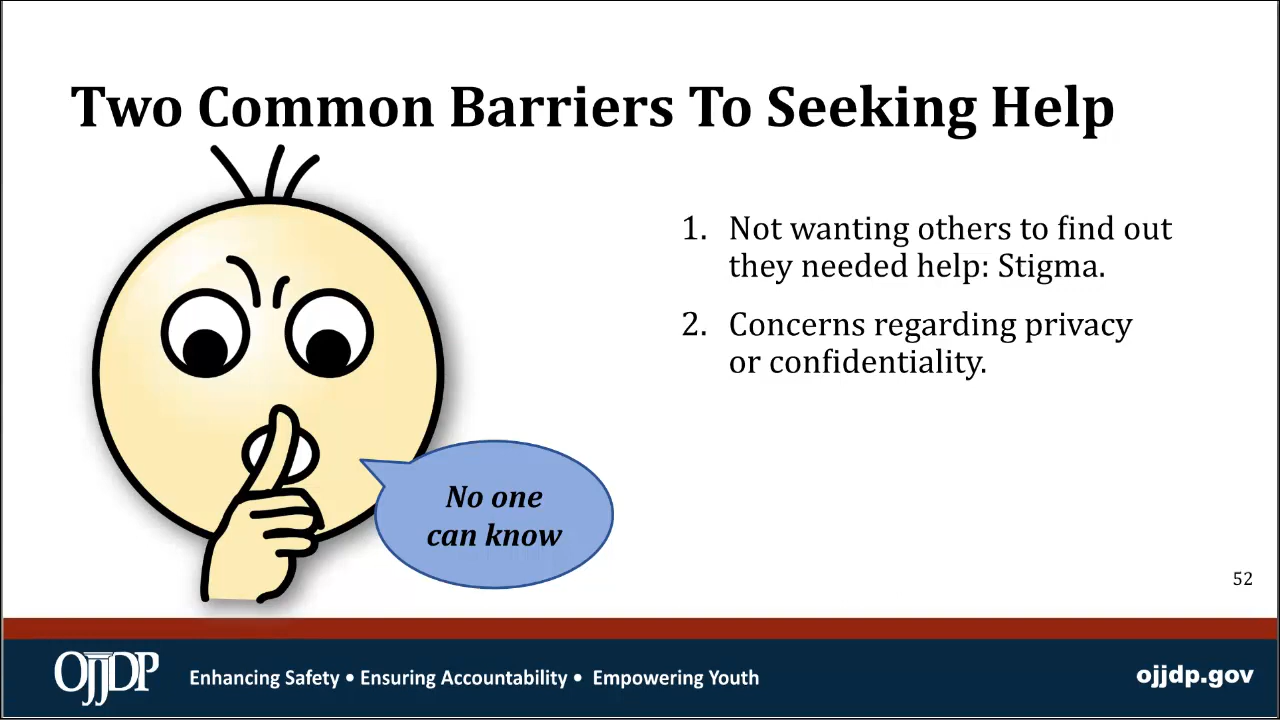 Two Common Barriers To Seeking Help
1. Not wanting others to find out
they needed help: Stigma.
2. Concerns regarding privacy
or confidentiality.
No one
can know
52
OJJDP
Enhancing Safety • Ensuring Accountability • Empowering Youth
ojjdp.gov